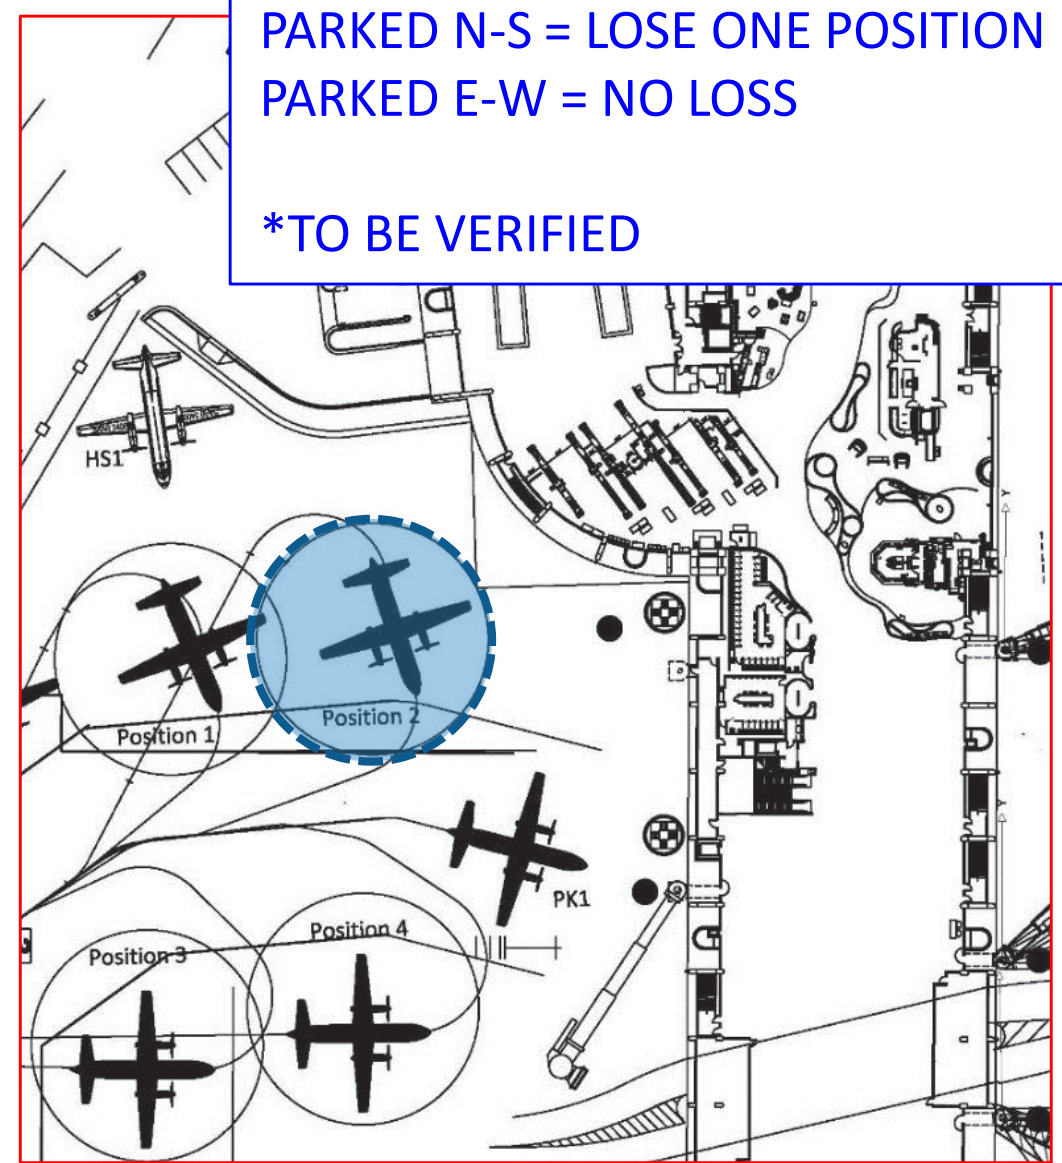 PARKED N-S = LOSE ONE POSITION
PARKED E-W = NO LOSS
*TO BE VERIFIED
HS1
Position 1
Position 2
PK1
Position 4
Position 3
Y
Y